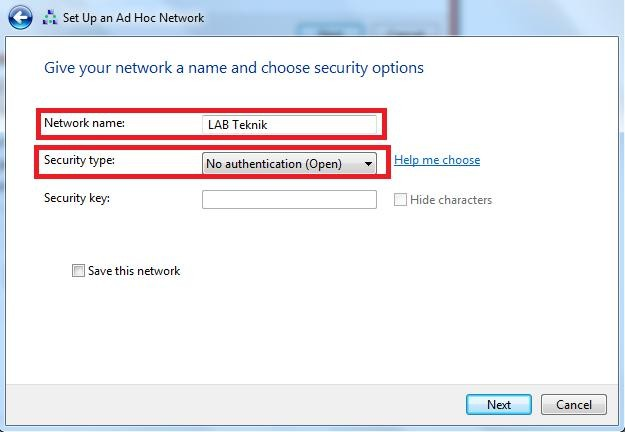 Set Up an Ad Hoc Network
Give your network a name and choose security options
Network name: LAB Teknik
Security type: No authentication (Open) Help me choose
Security key: Hide characters
Save this network
Next Cancel